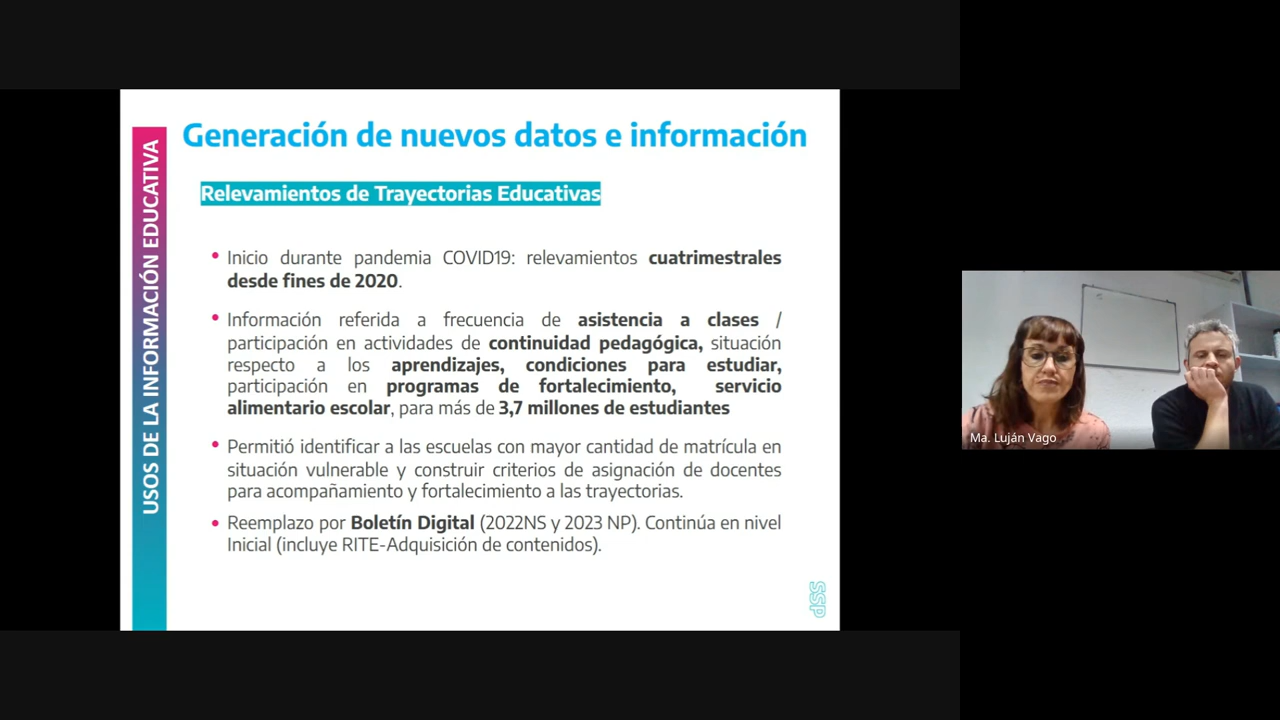 Generación de nuevos datos e información
USOS DE LA INFORMACIÓN EDUCATIVA
Relevamientos de Trayectorias Educativas
• Inicio durante pandemia COVID19: relevamientos cuatrimestrales
desde fines de 2020.
• Información referida a frecuencia de asistencia a clases /
participación en actividades de continuidad pedagógica, situación
respecto a los aprendizajes, condiciones para estudiar,
participación en programas de fortalecimiento, servicio
alimentario escolar, para más de 3,7 millones de estudiantes
• Permitió identificar a las escuelas con mayor cantidad de matrícula en
situación vulnerable y construir criterios de asignación de docentes
para acompañamiento y fortalecimiento a las trayectorias.
• Reemplazo por Boletín Digital (2022NS y 2023 NP). Continúa en nivel
Inicial (incluye RITE-Adquisición de contenidos).
SSP
Ma. Luján Vago